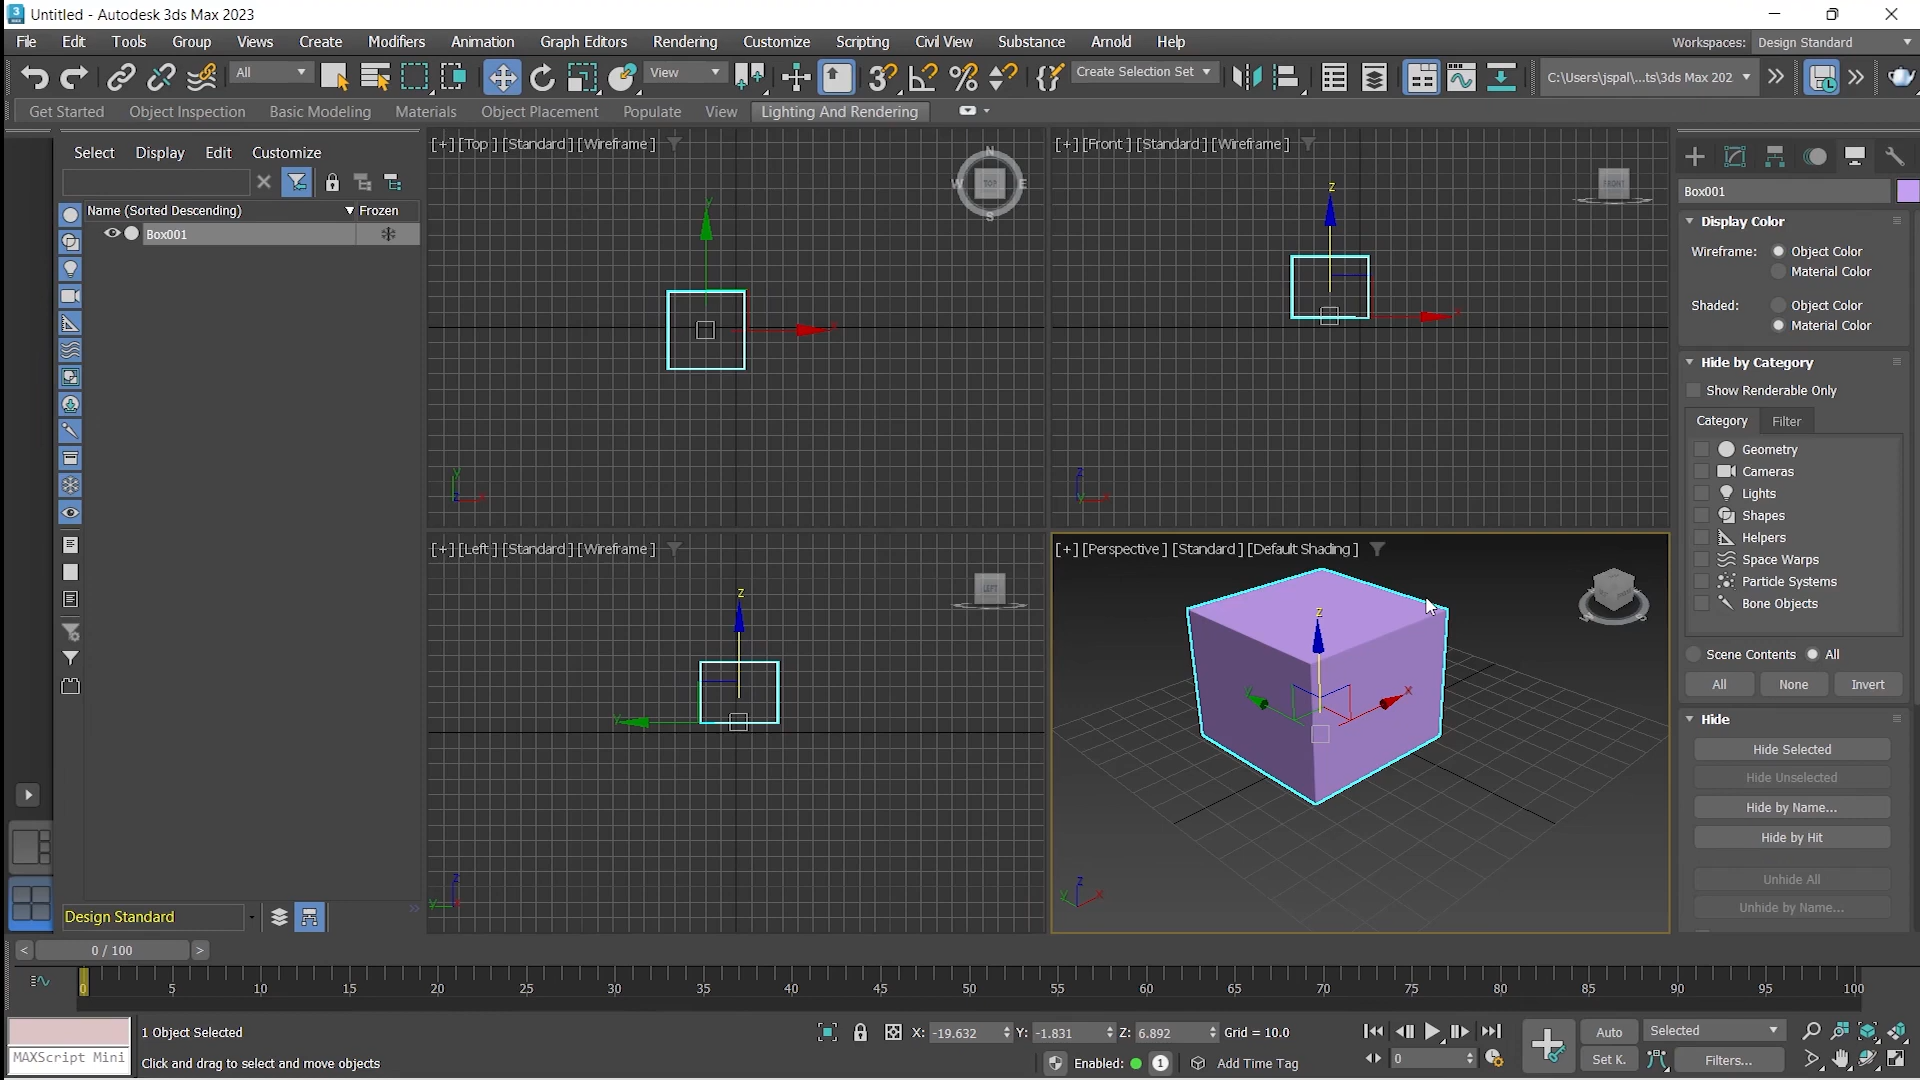 Untitled - Autodesk 3ds Max 2023
File Edit Tools Group Views Create Modifiers Animation Graph Editors Rendering Customize Scripting Civil View Substance Arnold Help Workspaces: Design Standard
All View Create Selection Set C:\Users\jspal\...ts\3ds Max 202
Get Started Object Inspection Basic Modeling Materials Object Placement Populate View Lighting And Rendering
Select Display Edit Customize
Name (Sorted Descending) Frozen
Box001
Design Standard
[+] [Top] [Standard] [Wireframe]
N
W TOP E
S
y
x
y
z x
[+] [Front] [Standard] [Wireframe]
FRONT
z
x
z
y x
[+] [Left] [Standard] [Wireframe]
LEFT
z
y
z
y x
[+] [Perspective] [Standard] [Default Shading]
z
y x
z
y x
Box001
Display Color
Wireframe: Object Color
Material Color
Shaded: Object Color
Material Color
Hide by Category
Show Renderable Only
Category Filter
Geometry
Cameras
Lights
Shapes
Helpers
Space Warps
Particle Systems
Bone Objects
Scene Contents All
All None Invert
Hide
Hide Selected
Hide Unselected
Hide by Name...
Hide by Hit
Unhide All
Unhide by Name...
< 0 / 100 >
0 5 10 15 20 25 30 35 40 45 50 55 60 65 70 75 80 85 90 95 100
1 Object Selected X: -19.632 Y: -1.831 Z: 6.892 Grid = 10.0 Auto Selected
MAXScript Mini Click and drag to select and move objects Enabled: 1 Add Time Tag 0 Set K. Filters...